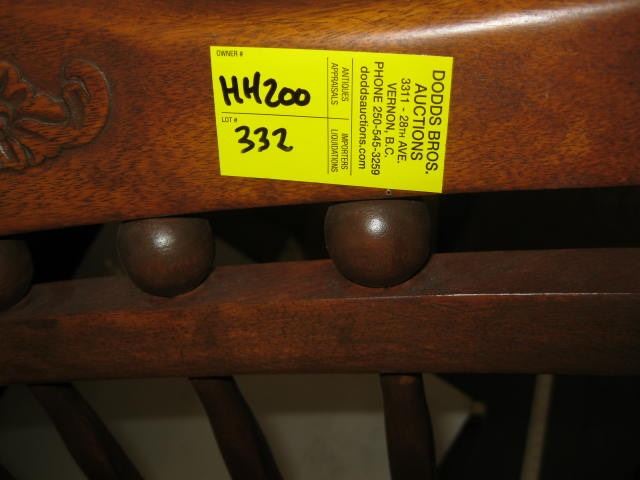 OWNER #
HH200
LOT #
332
ANTIQUES
APPRAISALS
IMPORTERS
LIQUIDATIONS
DODDS BROS.
AUCTIONS
3311 - 28TH AVE.
VERNON, B.C.
PHONE 250-545-3259
doddsauctions.com